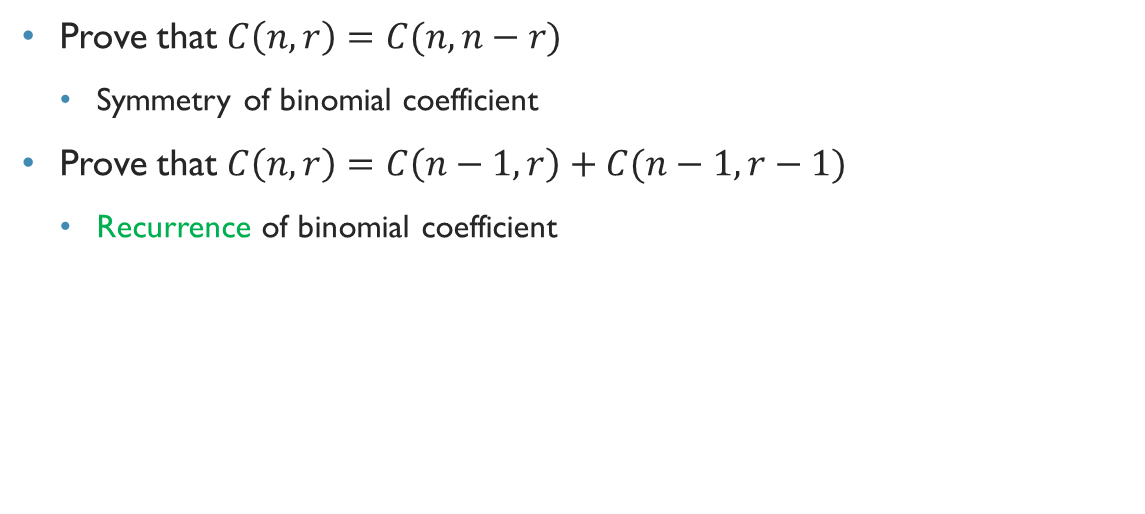 • Prove that C(n, r) = C(n, n − r)
• Symmetry of binomial coefficient
• Prove that C(n, r) = C(n − 1, r) + C(n − 1, r − 1)
• Recurrence of binomial coefficient